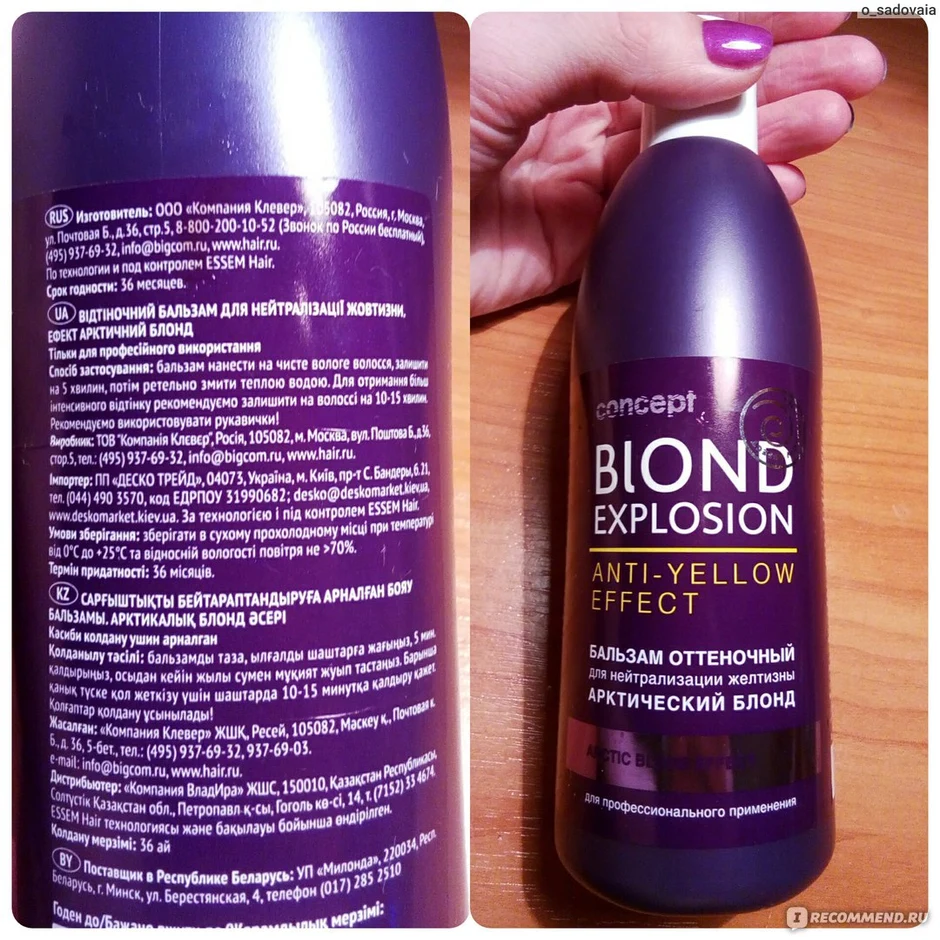 o_sadovaia
RUS Изготовитель: ООО «Компания Клевер», 105082, Россия, г. Москва,
ул. Почтовая Б., д. 36, стр.5, 8-800-200-10-52 (Звонок по России бесплатный),
(495) 937-69-32, info@bigcom.ru, www.hair.ru.
По технологии и под контролем ESSEM Hair.
Срок годности: 36 месяцев.
UA ВІДТІНОЧНИЙ БАЛЬЗАМ ДЛЯ НЕЙТРАЛІЗАЦІЇ ЖОВТИЗНИ.
ЕФЕКТ АРКТИЧНИЙ БЛОНД
Тільки для професійного використання
Спосіб застосування: бальзам нанести на чисте вологе волосся, залишити
на 5 хвилин, потім ретельно змити теплою водою. Для отримання більш
інтенсивного відтінку рекомендуємо залишити на волоссі на 10-15 хвилин.
Рекомендуємо використовувати рукавички!
Виробник: ТОВ "Компанія Клєвєр", Росія, 105082, м. Москва, вул. Поштова Б., д.36,
стор.5, тел.: (495) 937-69-32, info@bigcom.ru, www.hair.ru.
Імпортер: ПП «ДЕСКО ТРЕЙД», 04073, Україна, м. Київ, пр-т С. Бандеры, б. 21,
тел. (044) 490 3570, код ЕДРПОУ 31990682; desko@deskomarket.kiev.ua,
www.deskomarket.kiev.ua. За технологією і під контролем ESSEM Hair.
Умови зберігання: зберігати в сухому прохолодному місці при температурі
від 0°С до +25°С та відносній вологості повітря не >70%.
Термін придатності: 36 місяців.
KZ САРҒЫШТЫҚТЫ БЕЙТАРАПТАНДЫРУҒА АРНАЛҒАН БОЯУ
БАЛЬЗАМЫ. АРКТИКАЛЫҚ БЛОНД ӘСЕРІ
Кәсіби колдану ушин арналган
Қолданылу тәсілі: бальзамды таза, ылғалды шаштарға жағыңыз, 5 мин.
қалдырыңыз, осыдан кейін жылы сумен мұқият жуып тастаңыз. Барынша
қанық түске қол жеткізу үшін шаштарда 10-15 минутқа қалдыру қажет.
Қолғаптар қолдану ұсынылады!
Жасалған: «Компания Клевер» ЖШҚ, Ресей, 105082, Маскеу қ., Почтовая к.
Б., д. 36, 5-бет., тел.: (495) 937-69-32, 937-69-03.
e-mail: info@bigcom.ru, www.hair.ru.
Дистрибьютер: «Компания ВладИра» ЖШС, 150010, Қазақстан Республикасы,
Солтүстік Қазақстан обл., Петропавл қ-сы, Гоголь кө-сі, 14, т. (7152) 33 4674.
ESSEM Hair технологиясы және бақылауы бойынша өндірілген.
Қолдану мерзімі: 36 ай
BY Поставщик в Республике Беларусь: УП «Милонда», 220034, Респ.
Беларусь, г. Минск, ул. Берестянская, 4, телефон (017) 285 2510
Годен до/Бажане
concept
BLOND
EXPLOSION
ANTI-YELLOW
EFFECT
БАЛЬЗАМ ОТТЕНОЧНЫЙ
для нейтрализации желтизны
АРКТИЧЕСКИЙ БЛОНД
ARCTIC BLOND EFFECT
для профессионального применения
IRECOMMEND.RU